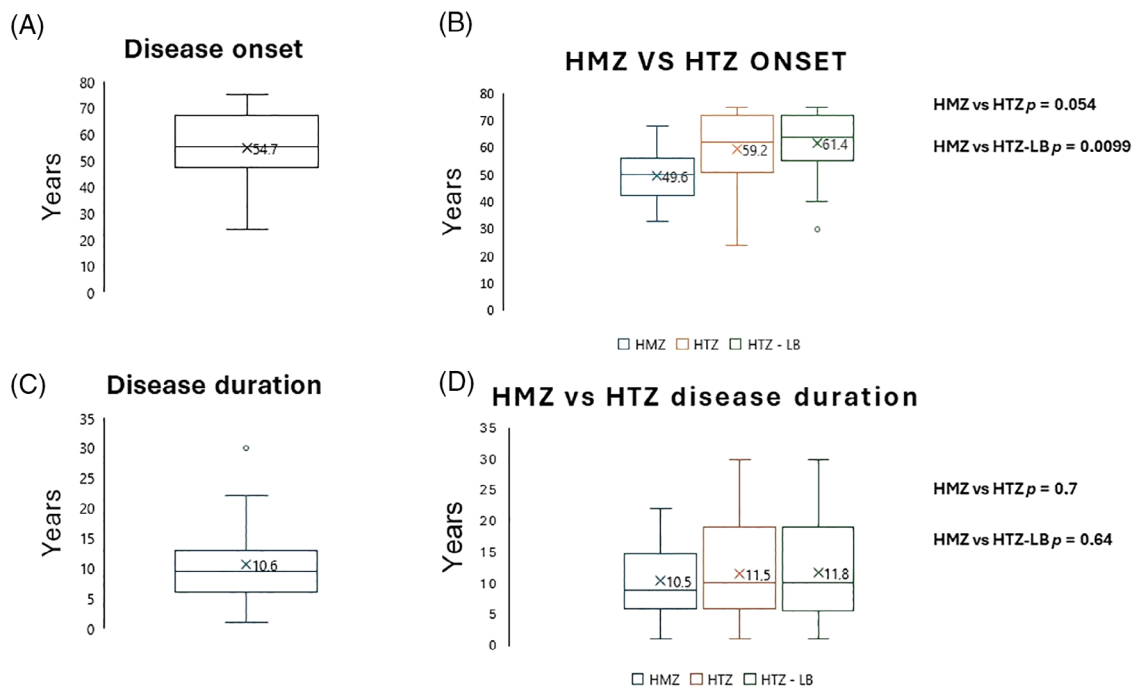 (A)
Disease onset
Years
80
70
60
50
40
30
20
10
0
54.7
(B)
HMZ VS HTZ ONSET
Years
80
70
60
50
40
30
20
10
0
49.6
59.2
61.4
HMZ HTZ HTZ - LB
HMZ vs HTZ p = 0.054
HMZ vs HTZ-LB p = 0.0099
(C)
Disease duration
Years
35
30
25
20
15
10
5
0
10.6
(D)
HMZ vs HTZ disease duration
Years
35
30
25
20
15
10
5
0
10.5
11.5
11.8
HMZ HTZ HTZ - LB
HMZ vs HTZ p = 0.7
HMZ vs HTZ-LB p = 0.64